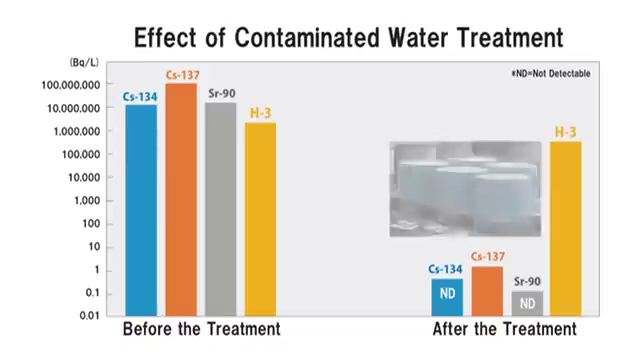 Effect of Contaminated Water Treatment
(Bq/L)
*ND=Not Detectable
100.000.000
10.000.000
1.000.000
100.000
10.000
1.000
100
10
1
0.1
0.01
Cs-134
Cs-137
Sr-90
H-3
Cs-134
ND
Cs-137
Sr-90
ND
H-3
Before the Treatment
After the Treatment